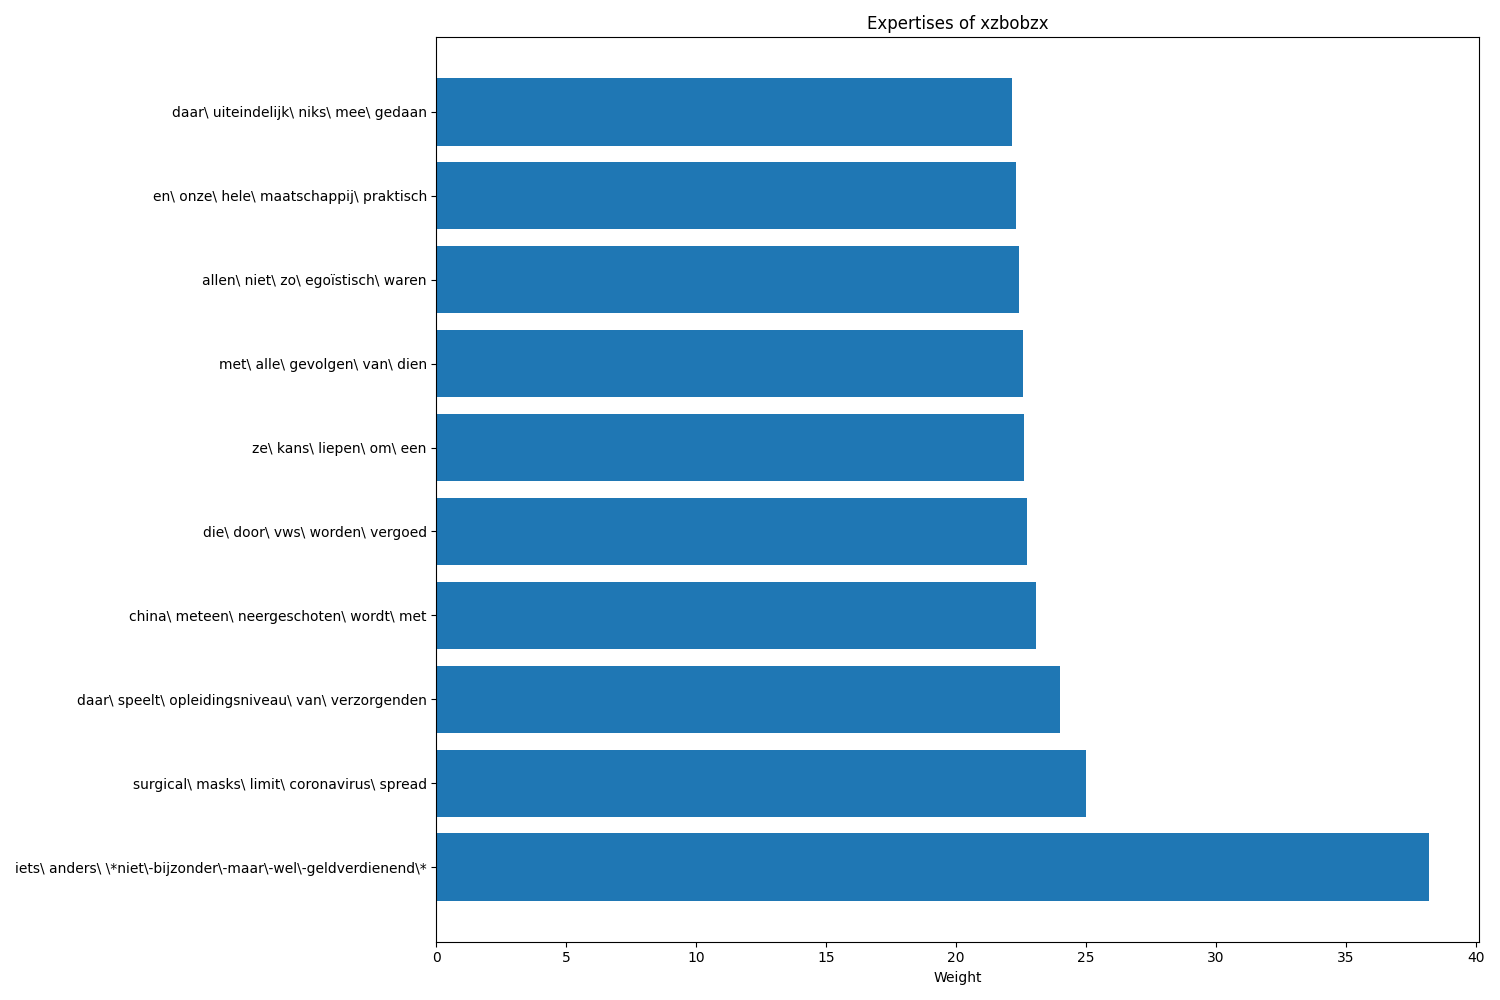 Expertises of xzbobzx
daar\ uiteindelijk\ niks\ mee\ gedaan
en\ onze\ hele\ maatschappij\ praktisch
allen\ niet\ zo\ egoïstisch\ waren
met\ alle\ gevolgen\ van\ dien
ze\ kans\ liepen\ om\ een
die\ door\ vws\ worden\ vergoed
china\ meteen\ neergeschoten\ wordt\ met
daar\ speelt\ opleidingsniveau\ van\ verzorgenden
surgical\ masks\ limit\ coronavirus\ spread
iets\ anders\ \*niet\-bijzonder\-maar\-wel\-geldverdienend\*
0 5 10 15 20 25 30 35 40
Weight